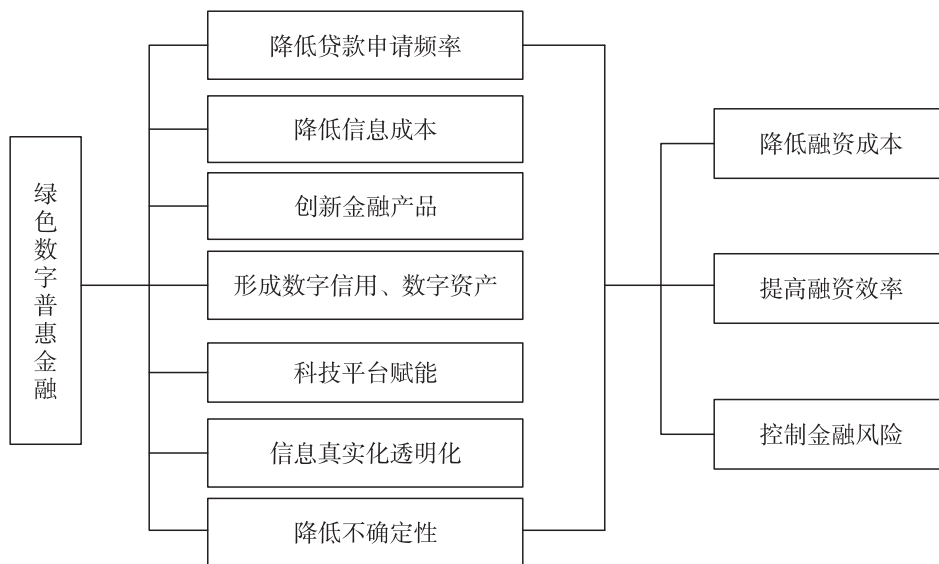 绿色数字普惠金融
降低贷款申请频率
降低信息成本
创新金融产品
形成数字信用、数字资产
科技平台赋能
信息真实化透明化
降低不确定性
降低融资成本
提高融资效率
控制金融风险